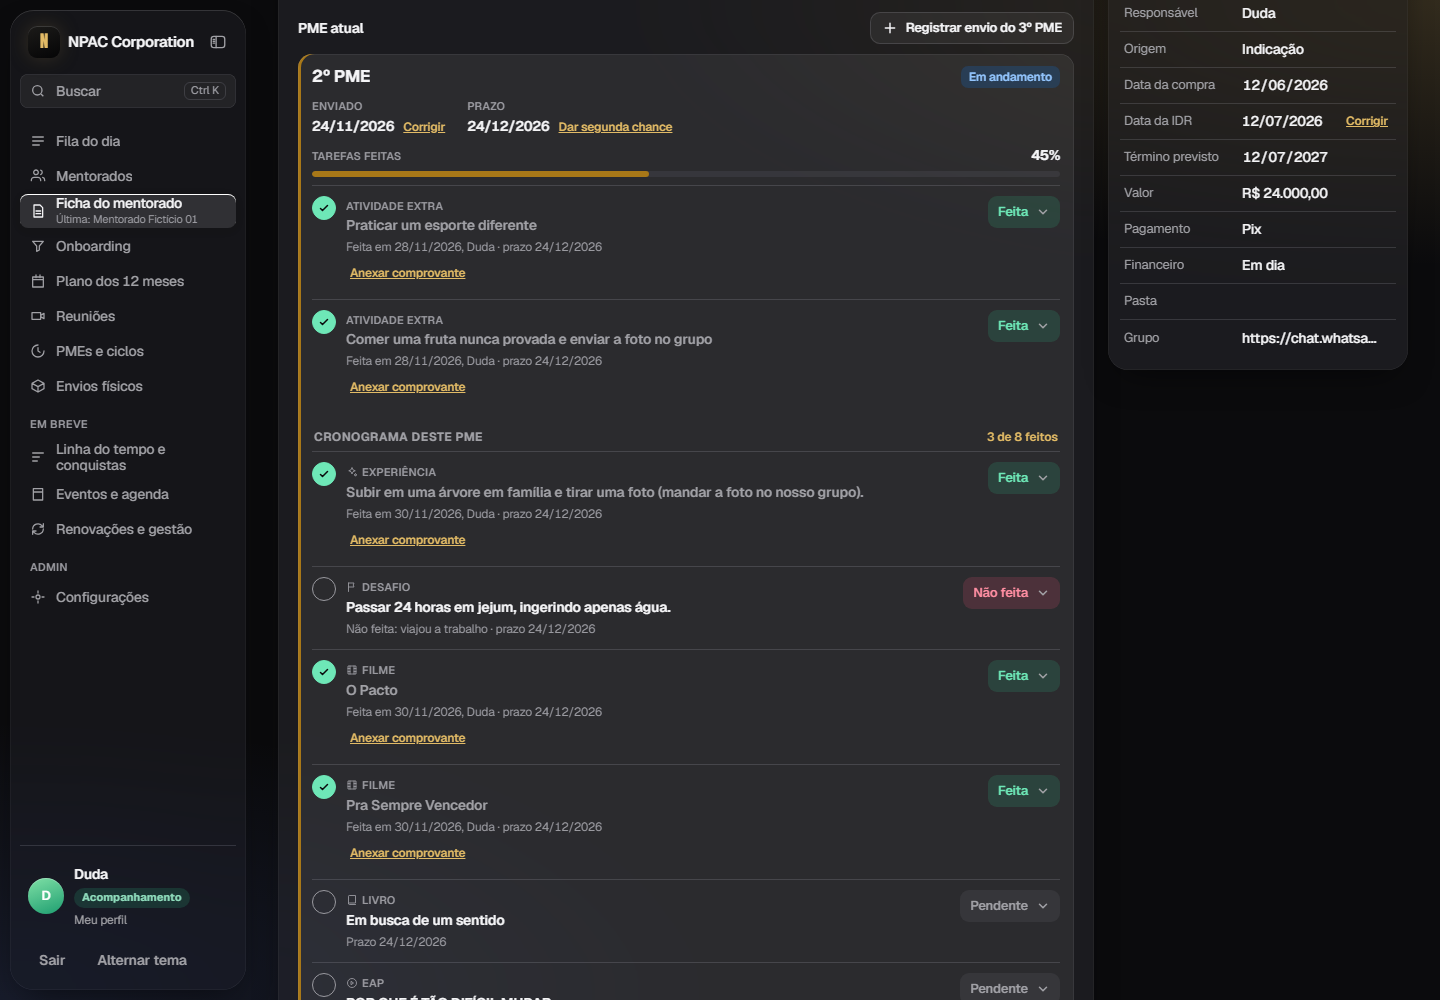 NPAC Corporation
Buscar
Ctrl K
Fila do dia
Mentorados
Ficha do mentorado
Última: Mentorado Fictício 01
Onboarding
Plano dos 12 meses
Reuniões
PMEs e ciclos
Envios físicos
EM BREVE
Linha do tempo e
conquistas
Eventos e agenda
Renovações e gestão
ADMIN
Configurações
D
Duda
Acompanhamento
Meu perfil
Sair
Alternar tema
PME atual
Registrar envio do 3º PME
2º PME
Em andamento
ENVIADO
24/11/2026 Corrigir
PRAZO
24/12/2026 Dar segunda chance
TAREFAS FEITAS
45%
ATIVIDADE EXTRA
Praticar um esporte diferente
Feita em 28/11/2026, Duda · prazo 24/12/2026
Anexar comprovante
Feita
ATIVIDADE EXTRA
Comer uma fruta nunca provada e enviar a foto no grupo
Feita em 28/11/2026, Duda · prazo 24/12/2026
Anexar comprovante
Feita
CRONOGRAMA DESTE PME
3 de 8 feitos
EXPERIÊNCIA
Subir em uma árvore em família e tirar uma foto (mandar a foto no nosso grupo).
Feita em 30/11/2026, Duda · prazo 24/12/2026
Anexar comprovante
Feita
DESAFIO
Passar 24 horas em jejum, ingerindo apenas água.
Não feita: viajou a trabalho · prazo 24/12/2026
Não feita
FILME
O Pacto
Feita em 30/11/2026, Duda · prazo 24/12/2026
Anexar comprovante
Feita
FILME
Pra Sempre Vencedor
Feita em 30/11/2026, Duda · prazo 24/12/2026
Anexar comprovante
Feita
LIVRO
Em busca de um sentido
Prazo 24/12/2026
Pendente
EAP
POR QUE É TÃO DIFÍCIL MUDAR
Pendente
Responsável Duda
Origem Indicação
Data da compra 12/06/2026
Data da IDR 12/07/2026 Corrigir
Término previsto 12/07/2027
Valor R$ 24.000,00
Pagamento Pix
Financeiro Em dia
Pasta
Grupo https://chat.whatsa...